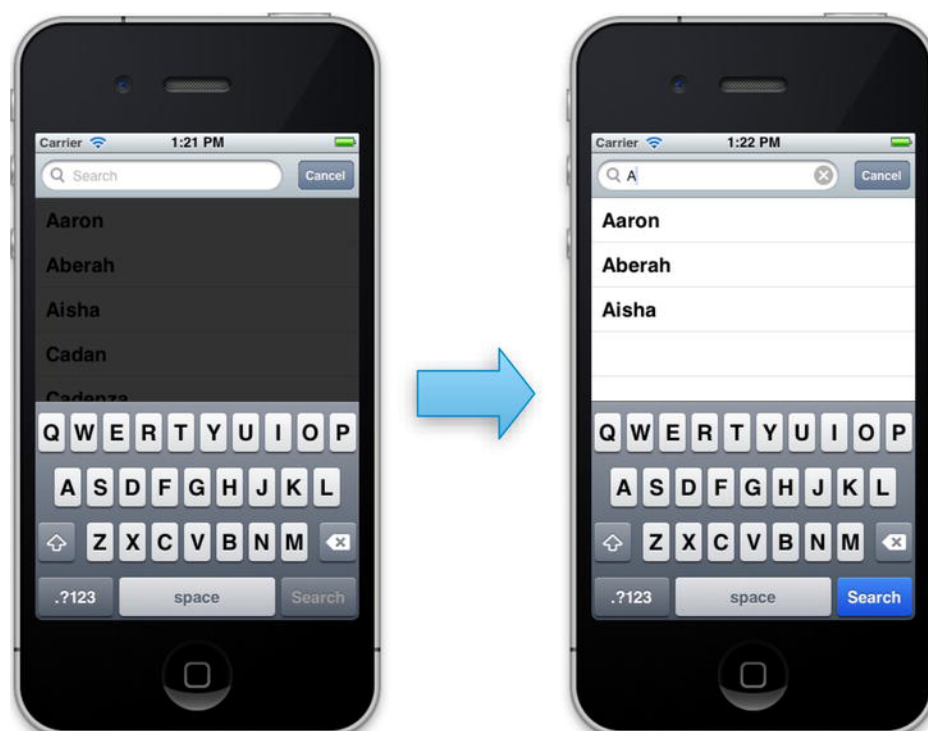 Carrier 1:21 PM
Search Cancel
Aaron
Aberah
Aisha
Cadan
Cadenza
Q W E R T Y U I O P
A S D F G H J K L
Z X C V B N M
.?123 space Search
Carrier 1:22 PM
A Cancel
Aaron
Aberah
Aisha
Q W E R T Y U I O P
A S D F G H J K L
Z X C V B N M
.?123 space Search